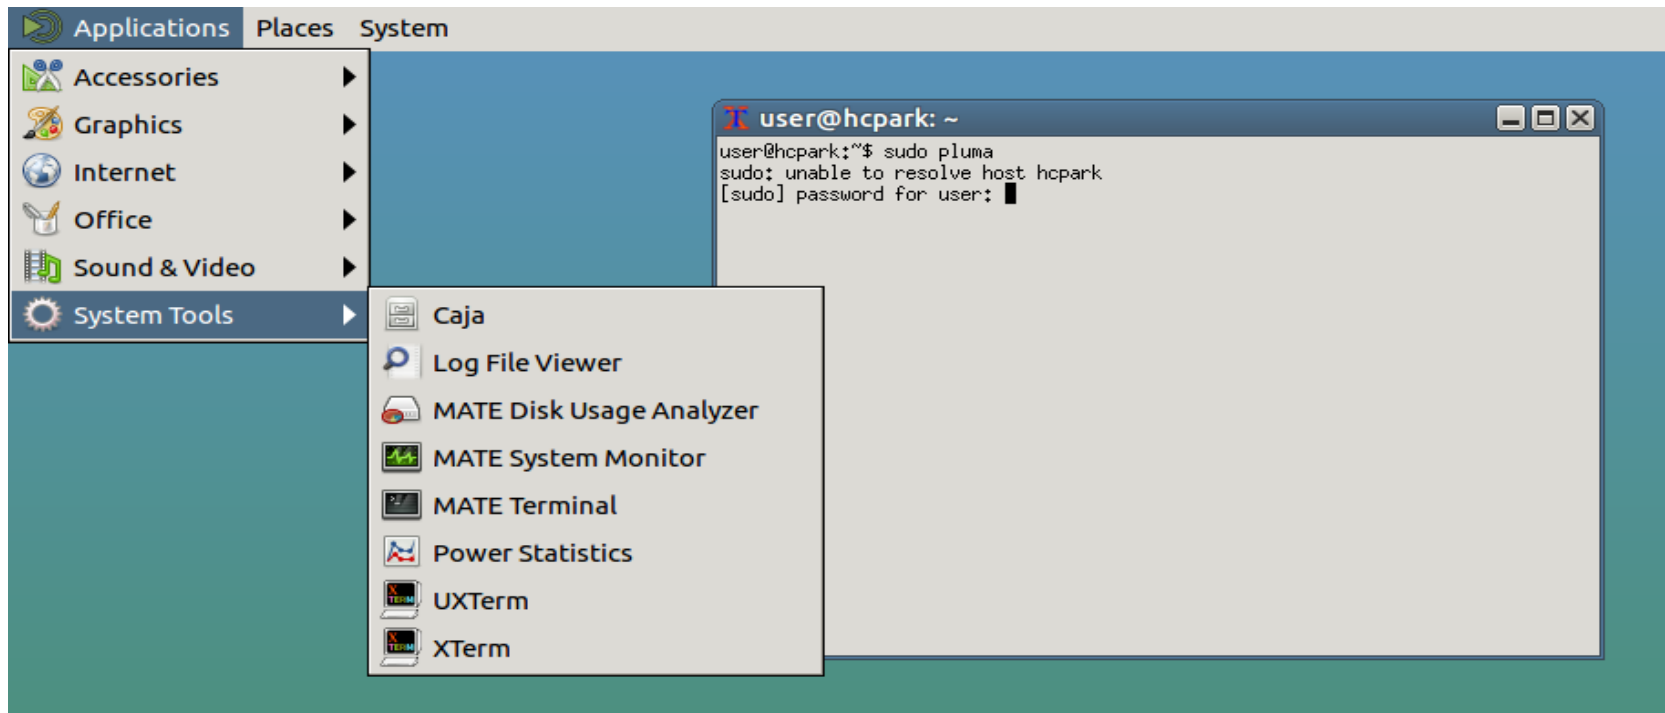 Applications Places System
Accessories
Graphics
Internet
Office
Sound & Video
System Tools
Caja
Log File Viewer
MATE Disk Usage Analyzer
MATE System Monitor
MATE Terminal
Power Statistics
UXTerm
XTerm
user@hcpark: ~
user@hcpark:~$ sudo pluma
sudo: unable to resolve host hcpark
[sudo] password for user: